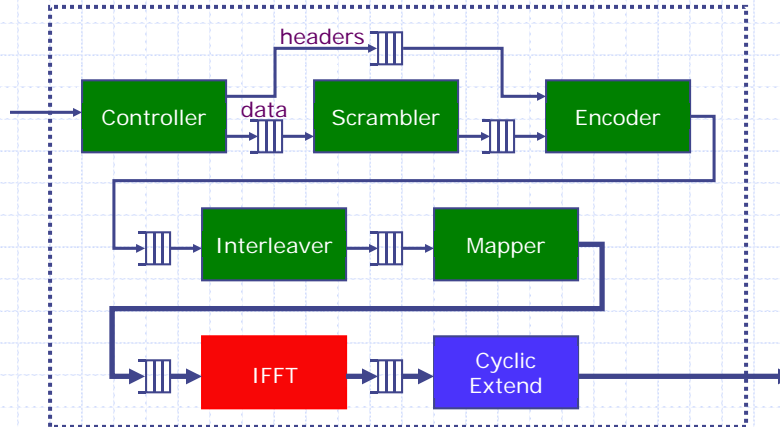 headers
Controller
data
Scrambler
Encoder
Interleaver
Mapper
IFFT
Cyclic
Extend